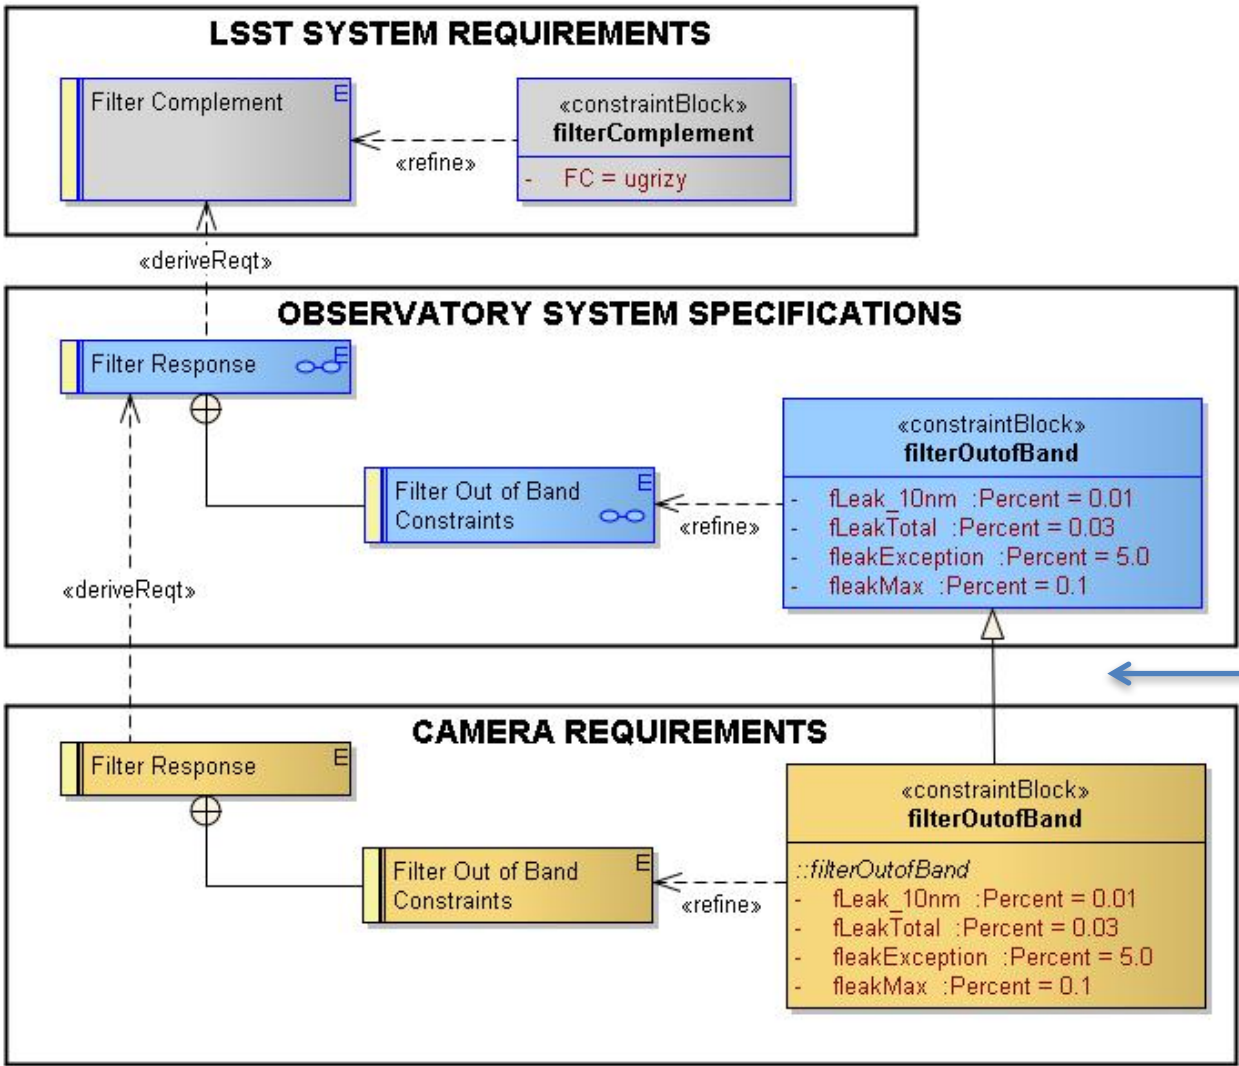 LSST SYSTEM REQUIREMENTS
Filter Complement
E
«constraintBlock»
filterComplement
«refine»
- FC = ugrizy
«deriveReqt»
OBSERVATORY SYSTEM SPECIFICATIONS
Filter Response
E
«constraintBlock»
filterOutofBand
Filter Out of Band
Constraints
E
«refine»
- fLeak_10nm :Percent = 0.01
- fLeakTotal :Percent = 0.03
- fleakException :Percent = 5.0
- fleakMax :Percent = 0.1
«deriveReqt»
CAMERA REQUIREMENTS
Filter Response
E
«constraintBlock»
filterOutofBand
Filter Out of Band
Constraints
E
«refine»
::filterOutofBand
- fLeak_10nm :Percent = 0.01
- fLeakTotal :Percent = 0.03
- fleakException :Percent = 5.0
- fleakMax :Percent = 0.1